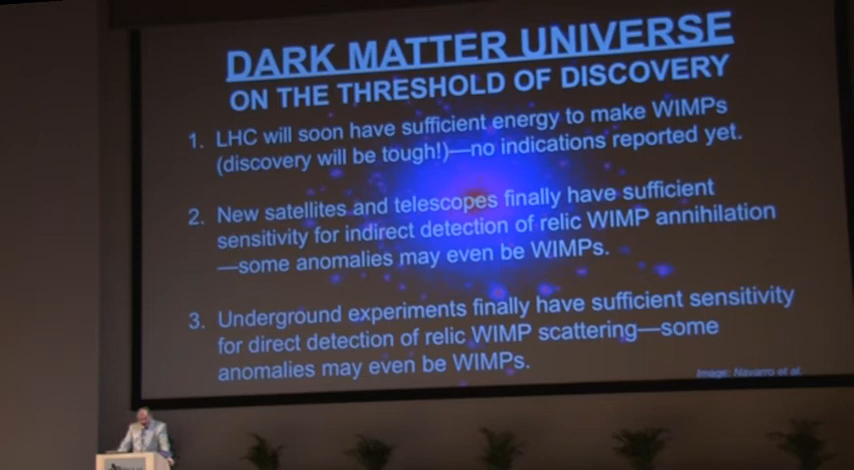 DARK MATTER UNIVERSE
ON THE THRESHOLD OF DISCOVERY
1. LHC will soon have sufficient energy to make WIMPs
(discovery will be tough!)—no indications reported yet.
2. New satellites and telescopes finally have sufficient
sensitivity for indirect detection of relic WIMP annihilation
—some anomalies may even be WIMPs.
3. Underground experiments finally have sufficient sensitivity
for direct detection of relic WIMP scattering—some
anomalies may even be WIMPs.
Image: Navarro et al.